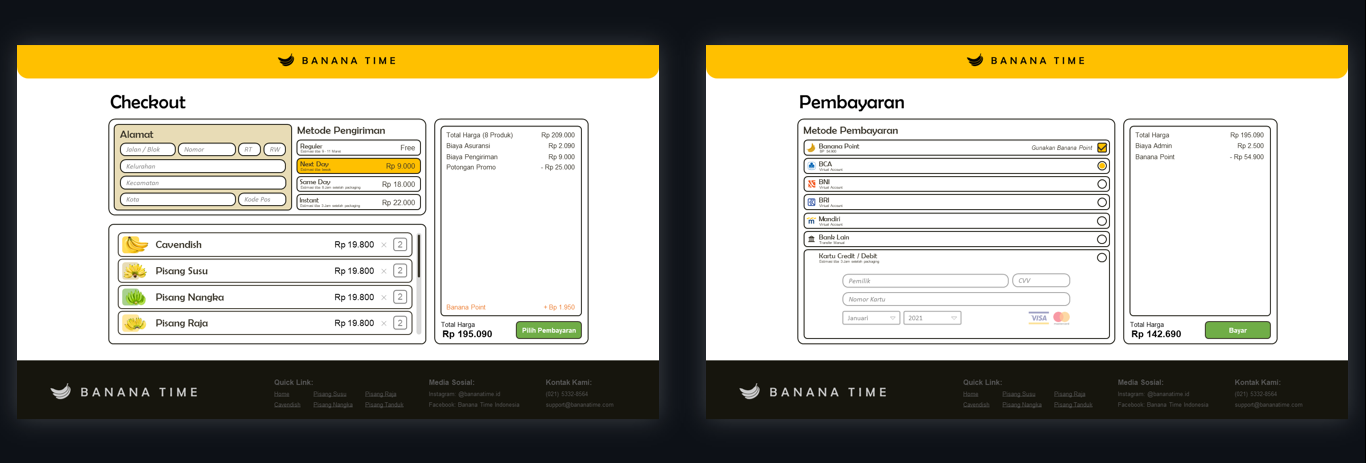 BANANA TIME
Checkout
Alamat
Jalan / Blok
Nomor
RT
RW
Kelurahan
Kecamatan
Kota
Kode Pos
Metode Pengiriman
Reguler
Free
Next Day
Rp 9.000
Same Day
Rp 18.000
Instant
Rp 22.000
Cavendish Rp 19.800 × 2
Pisang Susu Rp 19.800 × 2
Pisang Nangka Rp 19.800 × 2
Pisang Raja Rp 19.800 × 2
Total Harga (8 Produk) Rp 209.000
Biaya Asuransi Rp 2.090
Biaya Pengiriman Rp 9.000
Potongan Promo - Rp 25.000
Banana Point + Rp 1.950
Total Harga
Rp 195.090
Pilih Pembayaran
BANANA TIME
Quick Link:
Home Pisang Susu Pisang Raja
Cavendish Pisang Nangka Pisang Tanduk
Media Sosial:
Instagram: @bananatime.id
Facebook: Banana Time Indonesia
Kontak Kami:
(021) 5332-8564
support@bananatime.com
BANANA TIME
Pembayaran
Metode Pembayaran
Banana Point
Gunakan Banana Point
BCA
Virtual Account
BNI
Virtual Account
BRI
Virtual Account
Mandiri
Virtual Account
Bank Lain
Kartu Credit / Debit
Pemilik
CVV
Nomor Kartu
Januari
2021
VISA
Total Harga Rp 195.090
Biaya Admin Rp 2.500
Banana Point - Rp 54.900
Total Harga
Rp 142.690
Bayar
BANANA TIME
Quick Link:
Home Pisang Susu Pisang Raja
Cavendish Pisang Nangka Pisang Tanduk
Media Sosial:
Instagram: @bananatime.id
Facebook: Banana Time Indonesia
Kontak Kami:
(021) 5332-8564
support@bananatime.com